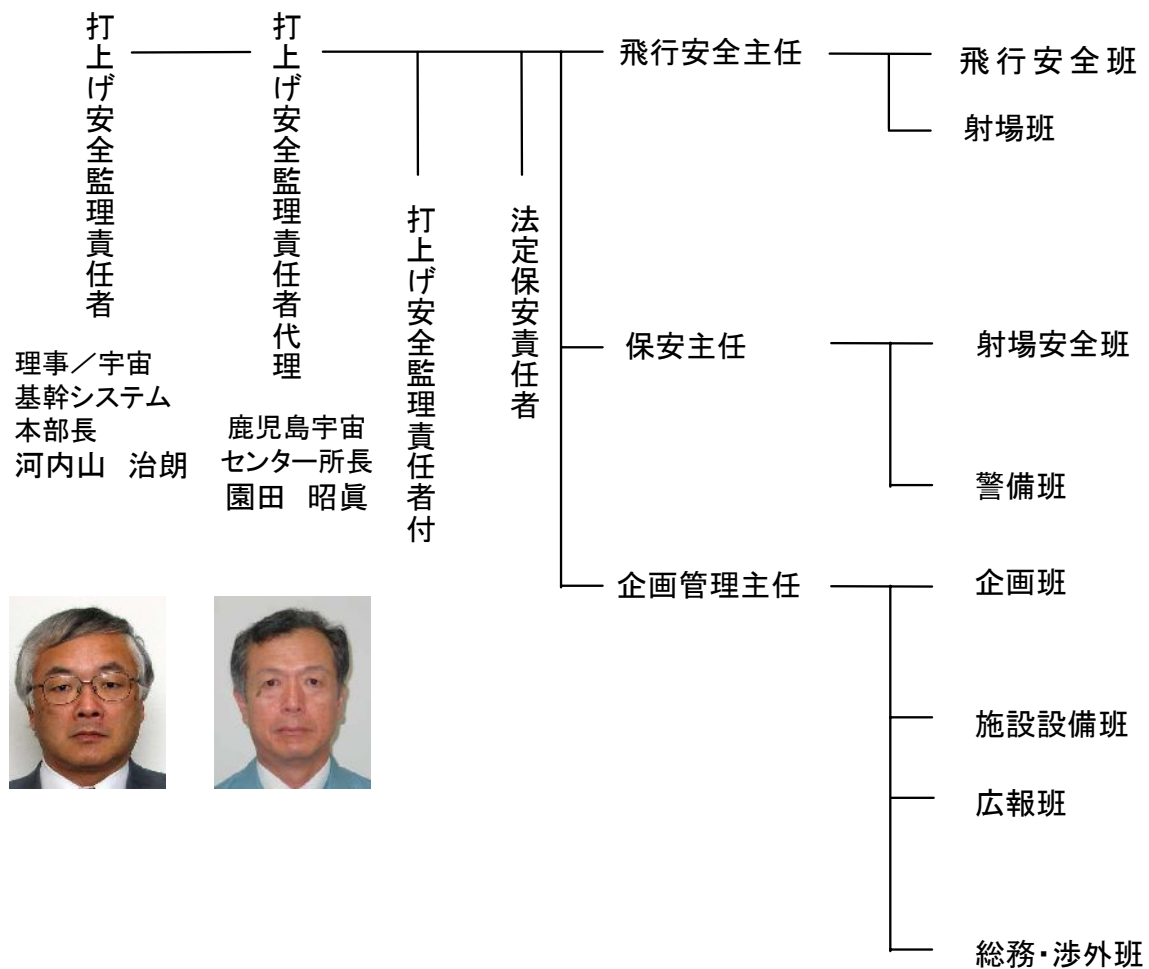 打上げ安全監理責任者
理事／宇宙
基幹システム
本部長
河内山　治朗
打上げ安全監理責任者代理
鹿児島宇宙
センター所長
園田　昭眞
打上げ安全監理責任者付
法定保安責任者
飛行安全主任
飛行安全班
射場班
保安主任
射場安全班
警備班
企画管理主任
企画班
施設設備班
広報班
総務・渉外班